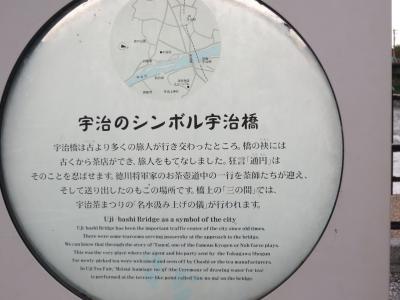 宇治のシンボル宇治橋
宇治橋は古より多くの旅人が行き交わったところ。橋の袂には
古くから茶店ができ、旅人をもてなしました。狂言「通円」は
そのことを忍ばせます。徳川将軍家のお茶壺道中の一行を茶師たちが迎え、
そして送り出したのもこの場所です。橋上の「三の間」では、
宇治茶まつりの「名水汲み上げの儀」が行われます。
Uji-bashi Bridge as a symbol of the city
Uji-bashi Bridge has been the important traffic center of the city since old times.
There were some tearooms serving passersby at the approach to the bridge.
We can know that through the story of Tsuen, one of the famous Kyogen or Noh farce plays.
This was the very place where the agent and his party sent by the Tokugawa Shogun
for newly-picked tea were welcomed and seen off by Chashi or the tea manufacturers.
In Uji Tea Fair, 'Meisui kumiage no gi' (the Ceremony of drawing water for tea)
is performed at the terrace-like point called 'San no ma' on the bridge.